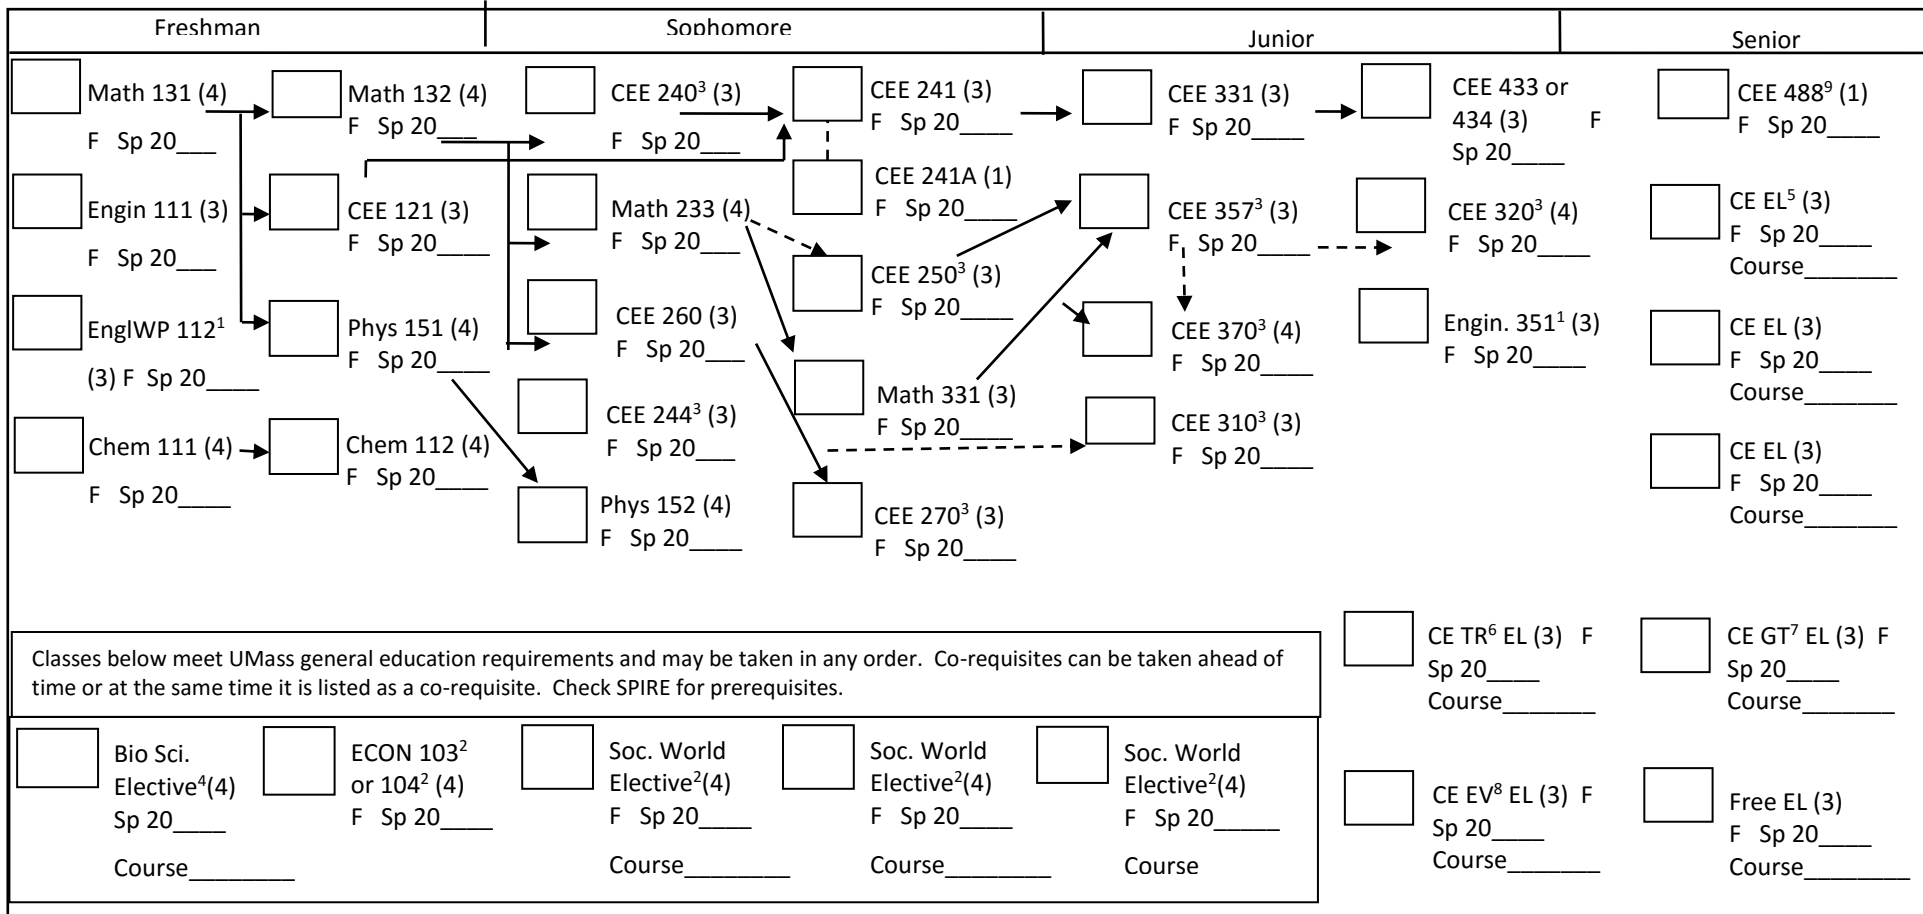 Freshman
Sophomore
Junior
Senior
Math 131 (4)
F Sp 20___
Engin 111 (3)
F Sp 20___
EnglWP 112¹
(3) F Sp 20____
Chem 111 (4)
F Sp 20____
Math 132 (4)
F Sp 20___
CEE 121 (3)
F Sp 20____
Phys 151 (4)
F Sp 20____
Chem 112 (4)
F Sp 20____
CEE 240³ (3)
F Sp 20___
Math 233 (4)
F Sp 20___
CEE 260 (3)
F Sp 20___
CEE 244³ (3)
F Sp 20____
Phys 152 (4)
F Sp 20____
CEE 241 (3)
F Sp 20____
CEE 241A (1)
F Sp 20____
CEE 250³ (3)
F Sp 20____
Math 331 (3)
F Sp 20____
CEE 270³ (3)
F Sp 20____
CEE 331 (3)
F Sp 20____
CEE 357³ (3)
F Sp 20____
CEE 370³ (4)
F Sp 20____
CEE 310³ (3)
F Sp 20____
CEE 433 or
434 (3) F
Sp 20____
CEE 320³ (4)
F Sp 20____
Engin. 351¹ (3)
F Sp 20____
CEE 488⁹ (1)
F Sp 20____
CE EL⁵ (3)
F Sp 20____
Course_______
CE EL (3)
F Sp 20____
Course_______
CE EL (3)
F Sp 20____
Course_______
CE TR⁶ EL (3) F
Sp 20____
Course_______
CE GT⁷ EL (3) F
Sp 20____
Course_______
CE EV⁸ EL (3) F
Sp 20____
Course________
Free EL (3)
F Sp 20____
Course________
Classes below meet UMass general education requirements and may be taken in any order. Co-requisites can be taken ahead of
time or at the same time it is listed as a co-requisite. Check SPIRE for prerequisites.
Bio Sci.
Elective⁴(4)
Sp 20____
Course________
ECON 103²
or 104² (4)
F Sp 20____
Soc. World
Elective²(4)
F Sp 20____
Course________
Soc. World
Elective²(4)
F Sp 20____
Course________
Soc. World
Elective²(4)
F Sp 20_____
Course